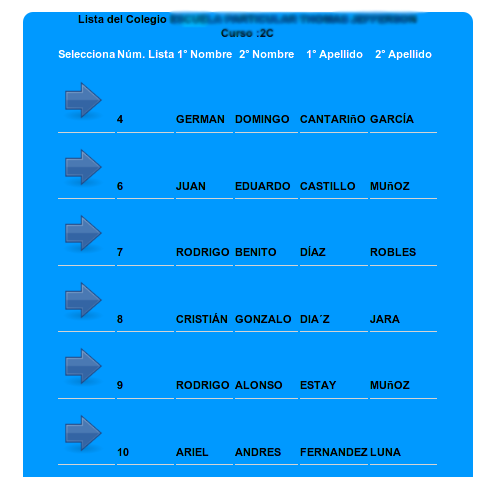 Lista del Colegio
Curso :2C
Selecciona Núm. Lista 1° Nombre 2° Nombre 1° Apellido 2° Apellido
4 GERMAN DOMINGO CANTARIñO GARCÍA
6 JUAN EDUARDO CASTILLO MUñOZ
7 RODRIGO BENITO DÍAZ ROBLES
8 CRISTIÁN GONZALO DIA´Z JARA
9 RODRIGO ALONSO ESTAY MUñOZ
10 ARIEL ANDRES FERNANDEZ LUNA